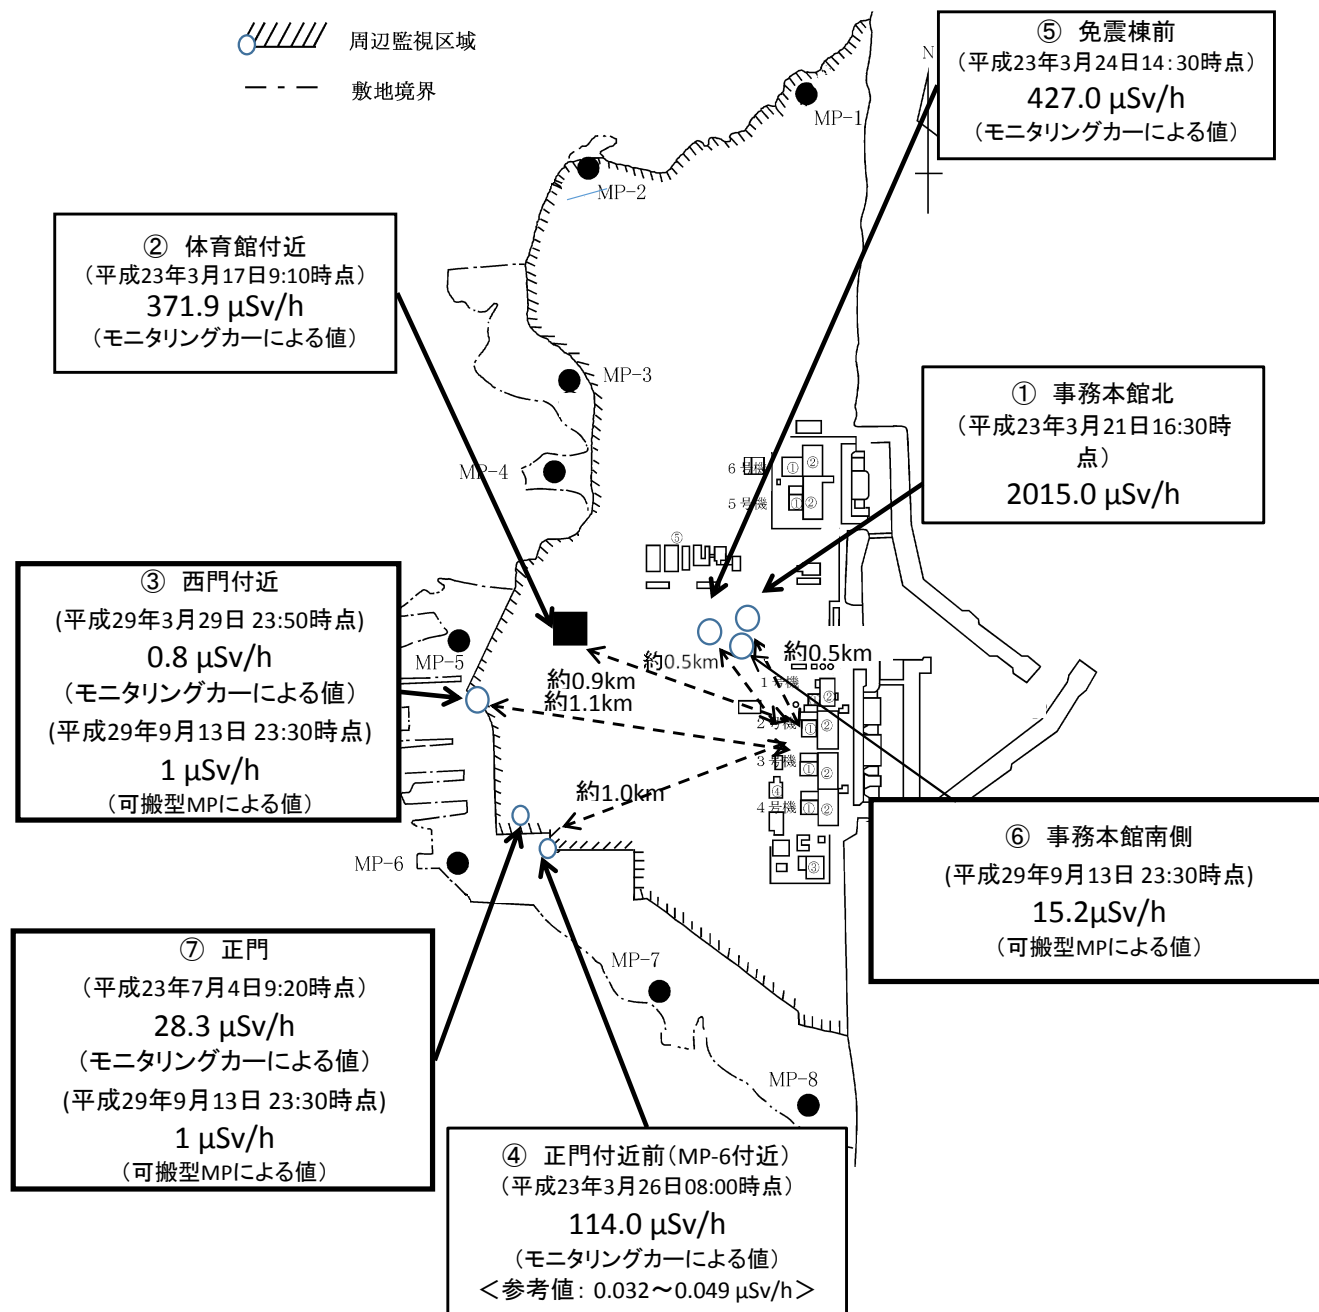 周辺監視区域
敷地境界
N
MP-1
MP-2
MP-3
MP-4
MP-5
MP-6
MP-7
MP-8
⑤ 免震棟前
(平成23年3月24日14:30時点)
427.0 μSv/h
(モニタリングカーによる値)
② 体育館付近
(平成23年3月17日9:10時点)
371.9 μSv/h
(モニタリングカーによる値)
① 事務本館北
(平成23年3月21日16:30時
点)
2015.0 μSv/h
6号機
① ②
5号機
① ②
⑤
③ 西門付近
(平成29年3月29日 23:50時点)
0.8 μSv/h
(モニタリングカーによる値)
(平成29年9月13日 23:30時点)
1 μSv/h
(可搬型MPによる値)
約0.5km
約0.5km
約0.9km
約1.1km
約1.0km
1号機
②
2号機
① ②
3号機
① ②
④
4号機
① ②
③
⑥ 事務本館南側
(平成29年9月13日 23:30時点)
15.2μSv/h
(可搬型MPによる値)
⑦ 正門
(平成23年7月4日9:20時点)
28.3 μSv/h
(モニタリングカーによる値)
(平成29年9月13日 23:30時点)
1 μSv/h
(可搬型MPによる値)
④ 正門付近前(MP-6付近)
(平成23年3月26日08:00時点)
114.0 μSv/h
(モニタリングカーによる値)
<参考値: 0.032～0.049 μSv/h>